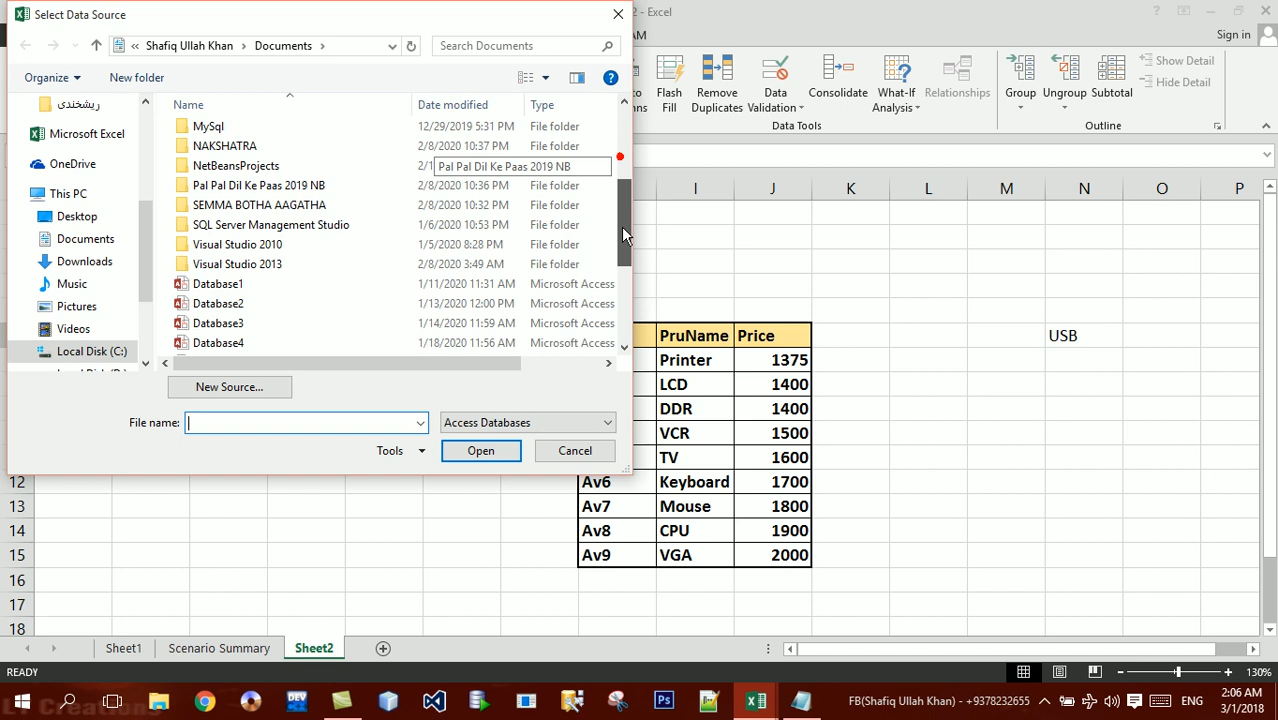 Select Data Source
2 - Excel
« Shafiq Ullah Khan > Documents >
Search Documents
M
Sign in
Organize
New folder
Flash Fill
Remove Duplicates
Data Validation
Consolidate
What-If Analysis
Relationships
Group
Ungroup
Subtotal
Show Detail
Hide Detail
Data Tools
Outline
ریشخندی
Microsoft Excel
OneDrive
This PC
Desktop
Documents
Downloads
Music
Pictures
Videos
Local Disk (C:)
Name Date modified Type
MySql 12/29/2019 5:31 PM File folder
NAKSHATRA 2/8/2020 10:37 PM File folder
NetBeansProjects 2/1 File folder
Pal Pal Dil Ke Paas 2019 NB
Pal Pal Dil Ke Paas 2019 NB 2/8/2020 10:36 PM File folder
SEMMA BOTHA AAGATHA 2/8/2020 10:32 PM File folder
SQL Server Management Studio 1/6/2020 10:53 PM File folder
Visual Studio 2010 1/5/2020 8:28 PM File folder
Visual Studio 2013 2/8/2020 3:49 AM File folder
Database1 1/11/2020 11:31 AM Microsoft Access
Database2 1/13/2020 12:00 PM Microsoft Access
Database3 1/14/2020 11:59 AM Microsoft Access
Database4 1/18/2020 11:56 AM Microsoft Access
New Source...
File name:
Access Databases
Tools
Open
Cancel
I J K L M N O P
PruName Price USB
Printer 1375
LCD 1400
DDR 1400
VCR 1500
TV 1600
12 Av6 Keyboard 1700
13 Av7 Mouse 1800
14 Av8 CPU 1900
15 Av9 VGA 2000
16
17
18
Sheet1
Scenario Summary
Sheet2
READY
130%
LY Creations
FB(Shafiq Ullah Khan) - +9378232655
ENG
2:06 AM
3/1/2018